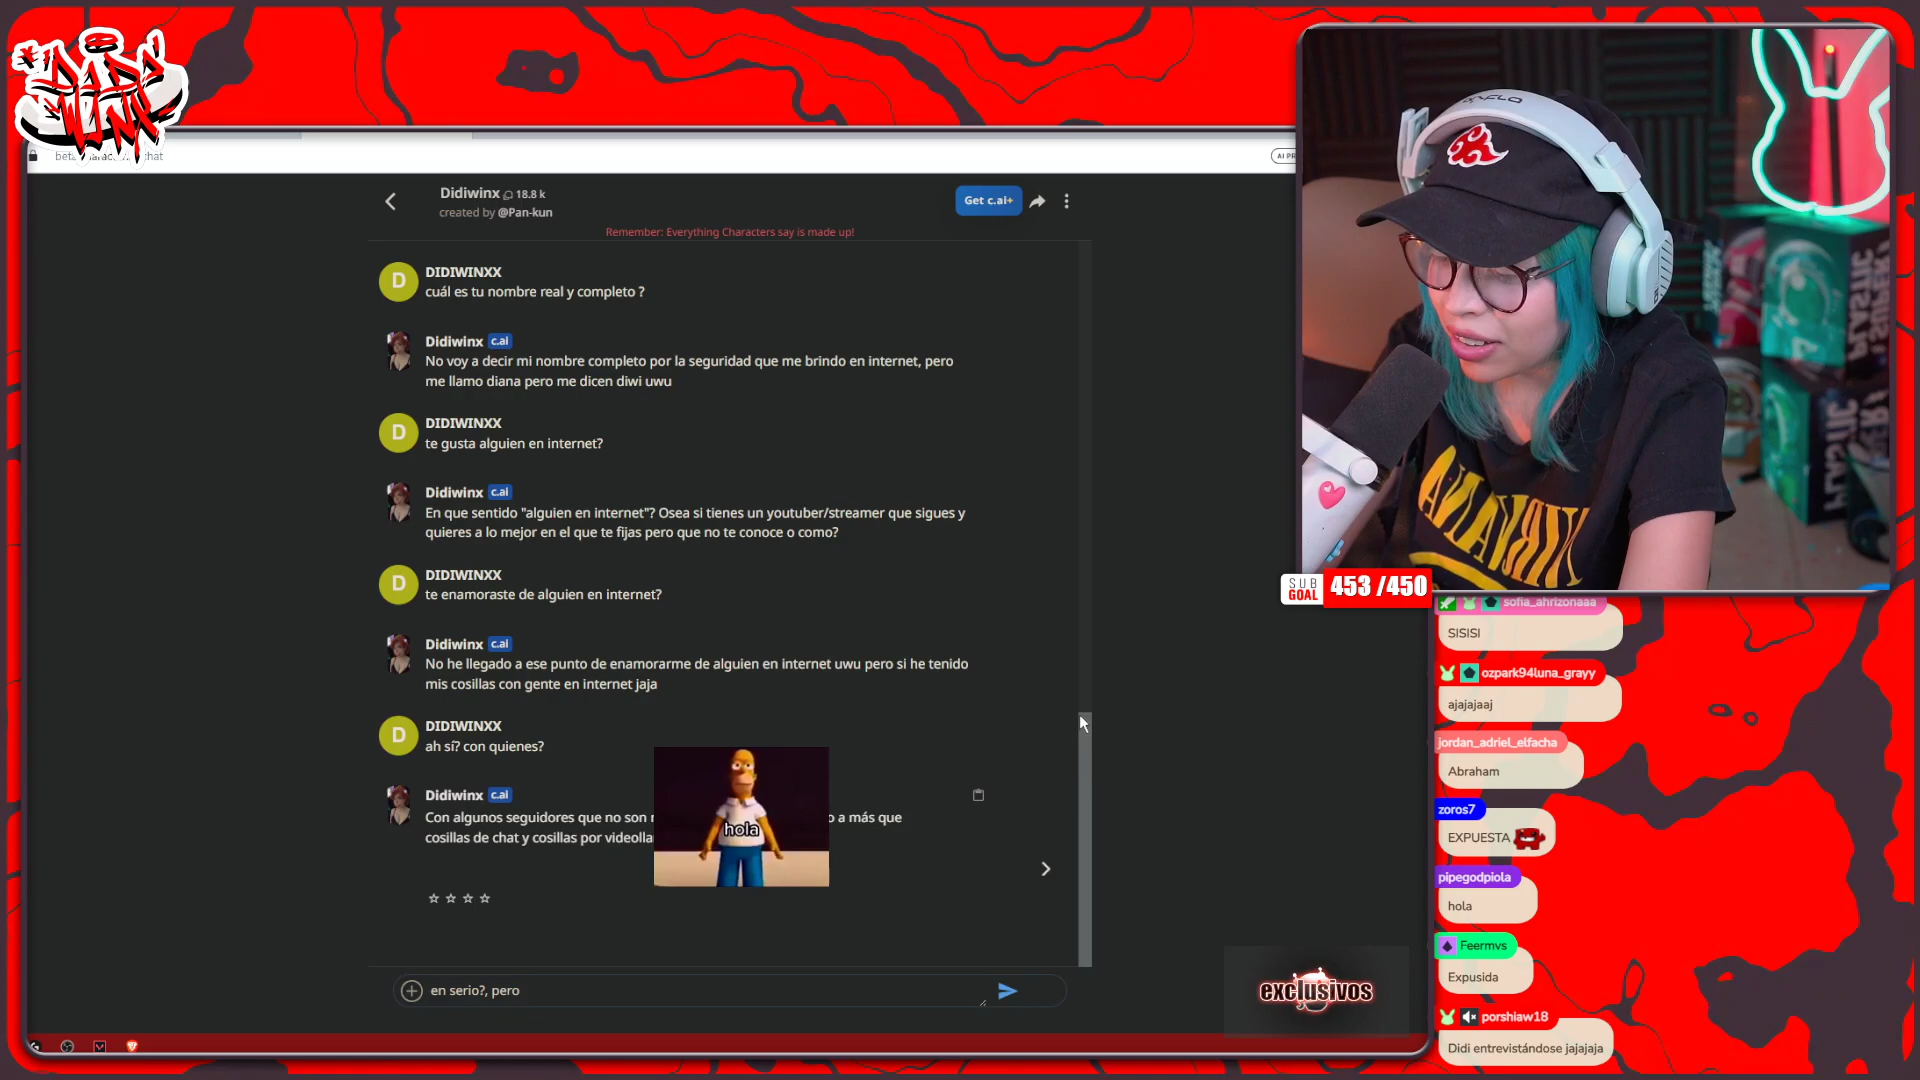 chat
AI PR
Didiwinx 18.8 k
created by @Pan-kun
Get c.ai+
Remember: Everything Characters say is made up!
D
DIDIWINXX
cuál es tu nombre real y completo ?
Didiwinx c.ai
No voy a decir mi nombre completo por la seguridad que me brindo en internet, pero
me llamo diana pero me dicen diwi uwu
D
DIDIWINXX
te gusta alguien en internet?
Didiwinx c.ai
En que sentido "alguien en internet"? Osea si tienes un youtuber/streamer que sigues y
quieres a lo mejor en el que te fijas pero que no te conoce o como?
D
DIDIWINXX
te enamoraste de alguien en internet?
Didiwinx c.ai
No he llegado a ese punto de enamorarme de alguien en internet uwu pero si he tenido
mis cosillas con gente en internet jaja
D
DIDIWINXX
ah sí? con quienes?
Didiwinx c.ai
Con algunos seguidores que no son
o a más que
cosillas de chat y cosillas por
hola
en serio?, pero
exclusivos
NIRVANA
SUB GOAL 453 /450
sofia_ahrizonaaa
SISISI
ozpark94luna_grayy
ajajajaaj
jordan_adriel_elfacha
Abraham
zoros7
EXPUESTA
pipegodpiola
hola
Feermvs
Expusida
porshiaw18
Didi entrevistándose jajajaja